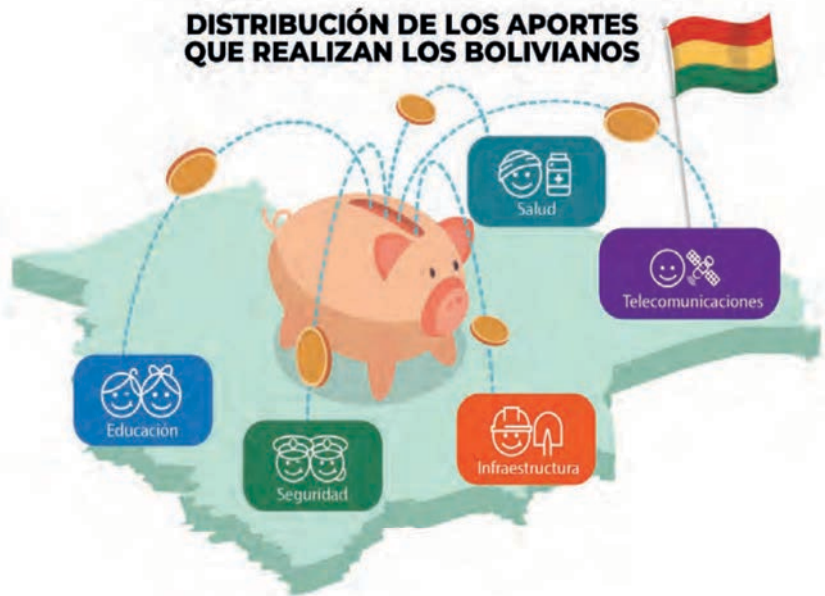 DISTRIBUCIÓN DE LOS APORTES
QUE REALIZAN LOS BOLIVIANOS
Salud
Telecomunicaciones
Educación
Infraestructura
Seguridad